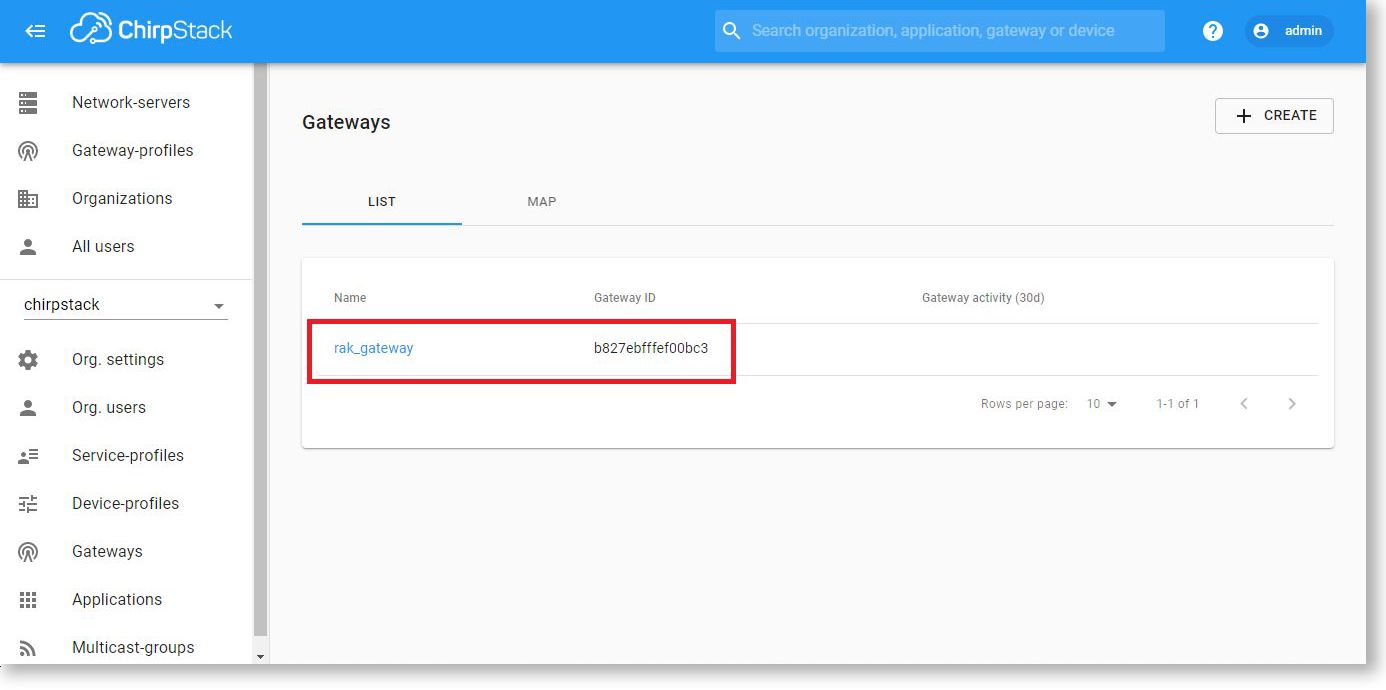 ChirpStack
Search organization, application, gateway or device
? admin
Network-servers
Gateway-profiles
Organizations
All users
chirpstack
Org. settings
Org. users
Service-profiles
Device-profiles
Gateways
Applications
Multicast-groups
Gateways
+ CREATE
LIST MAP
Name Gateway ID Gateway activity (30d)
rak_gateway b827ebfffef00bc3
Rows per page: 10 1-1 of 1